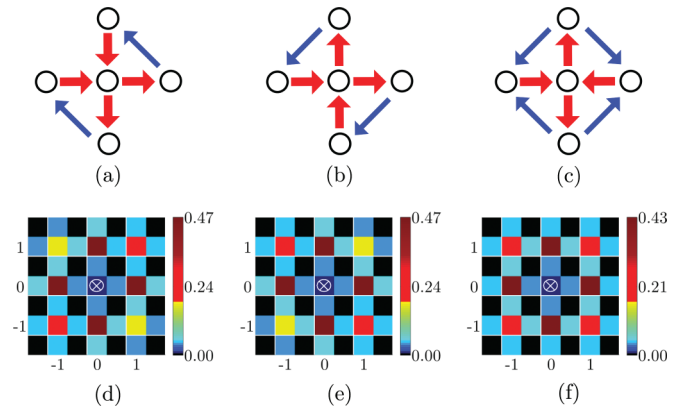 (a) (b) (c)
0.47 0.47 0.43
1 1 1
0 0.24 0 0.24 0 0.21
-1 -1 -1
0.00 0.00 0.00
-1 0 1 -1 0 1 -1 0 1
(d) (e) (f)